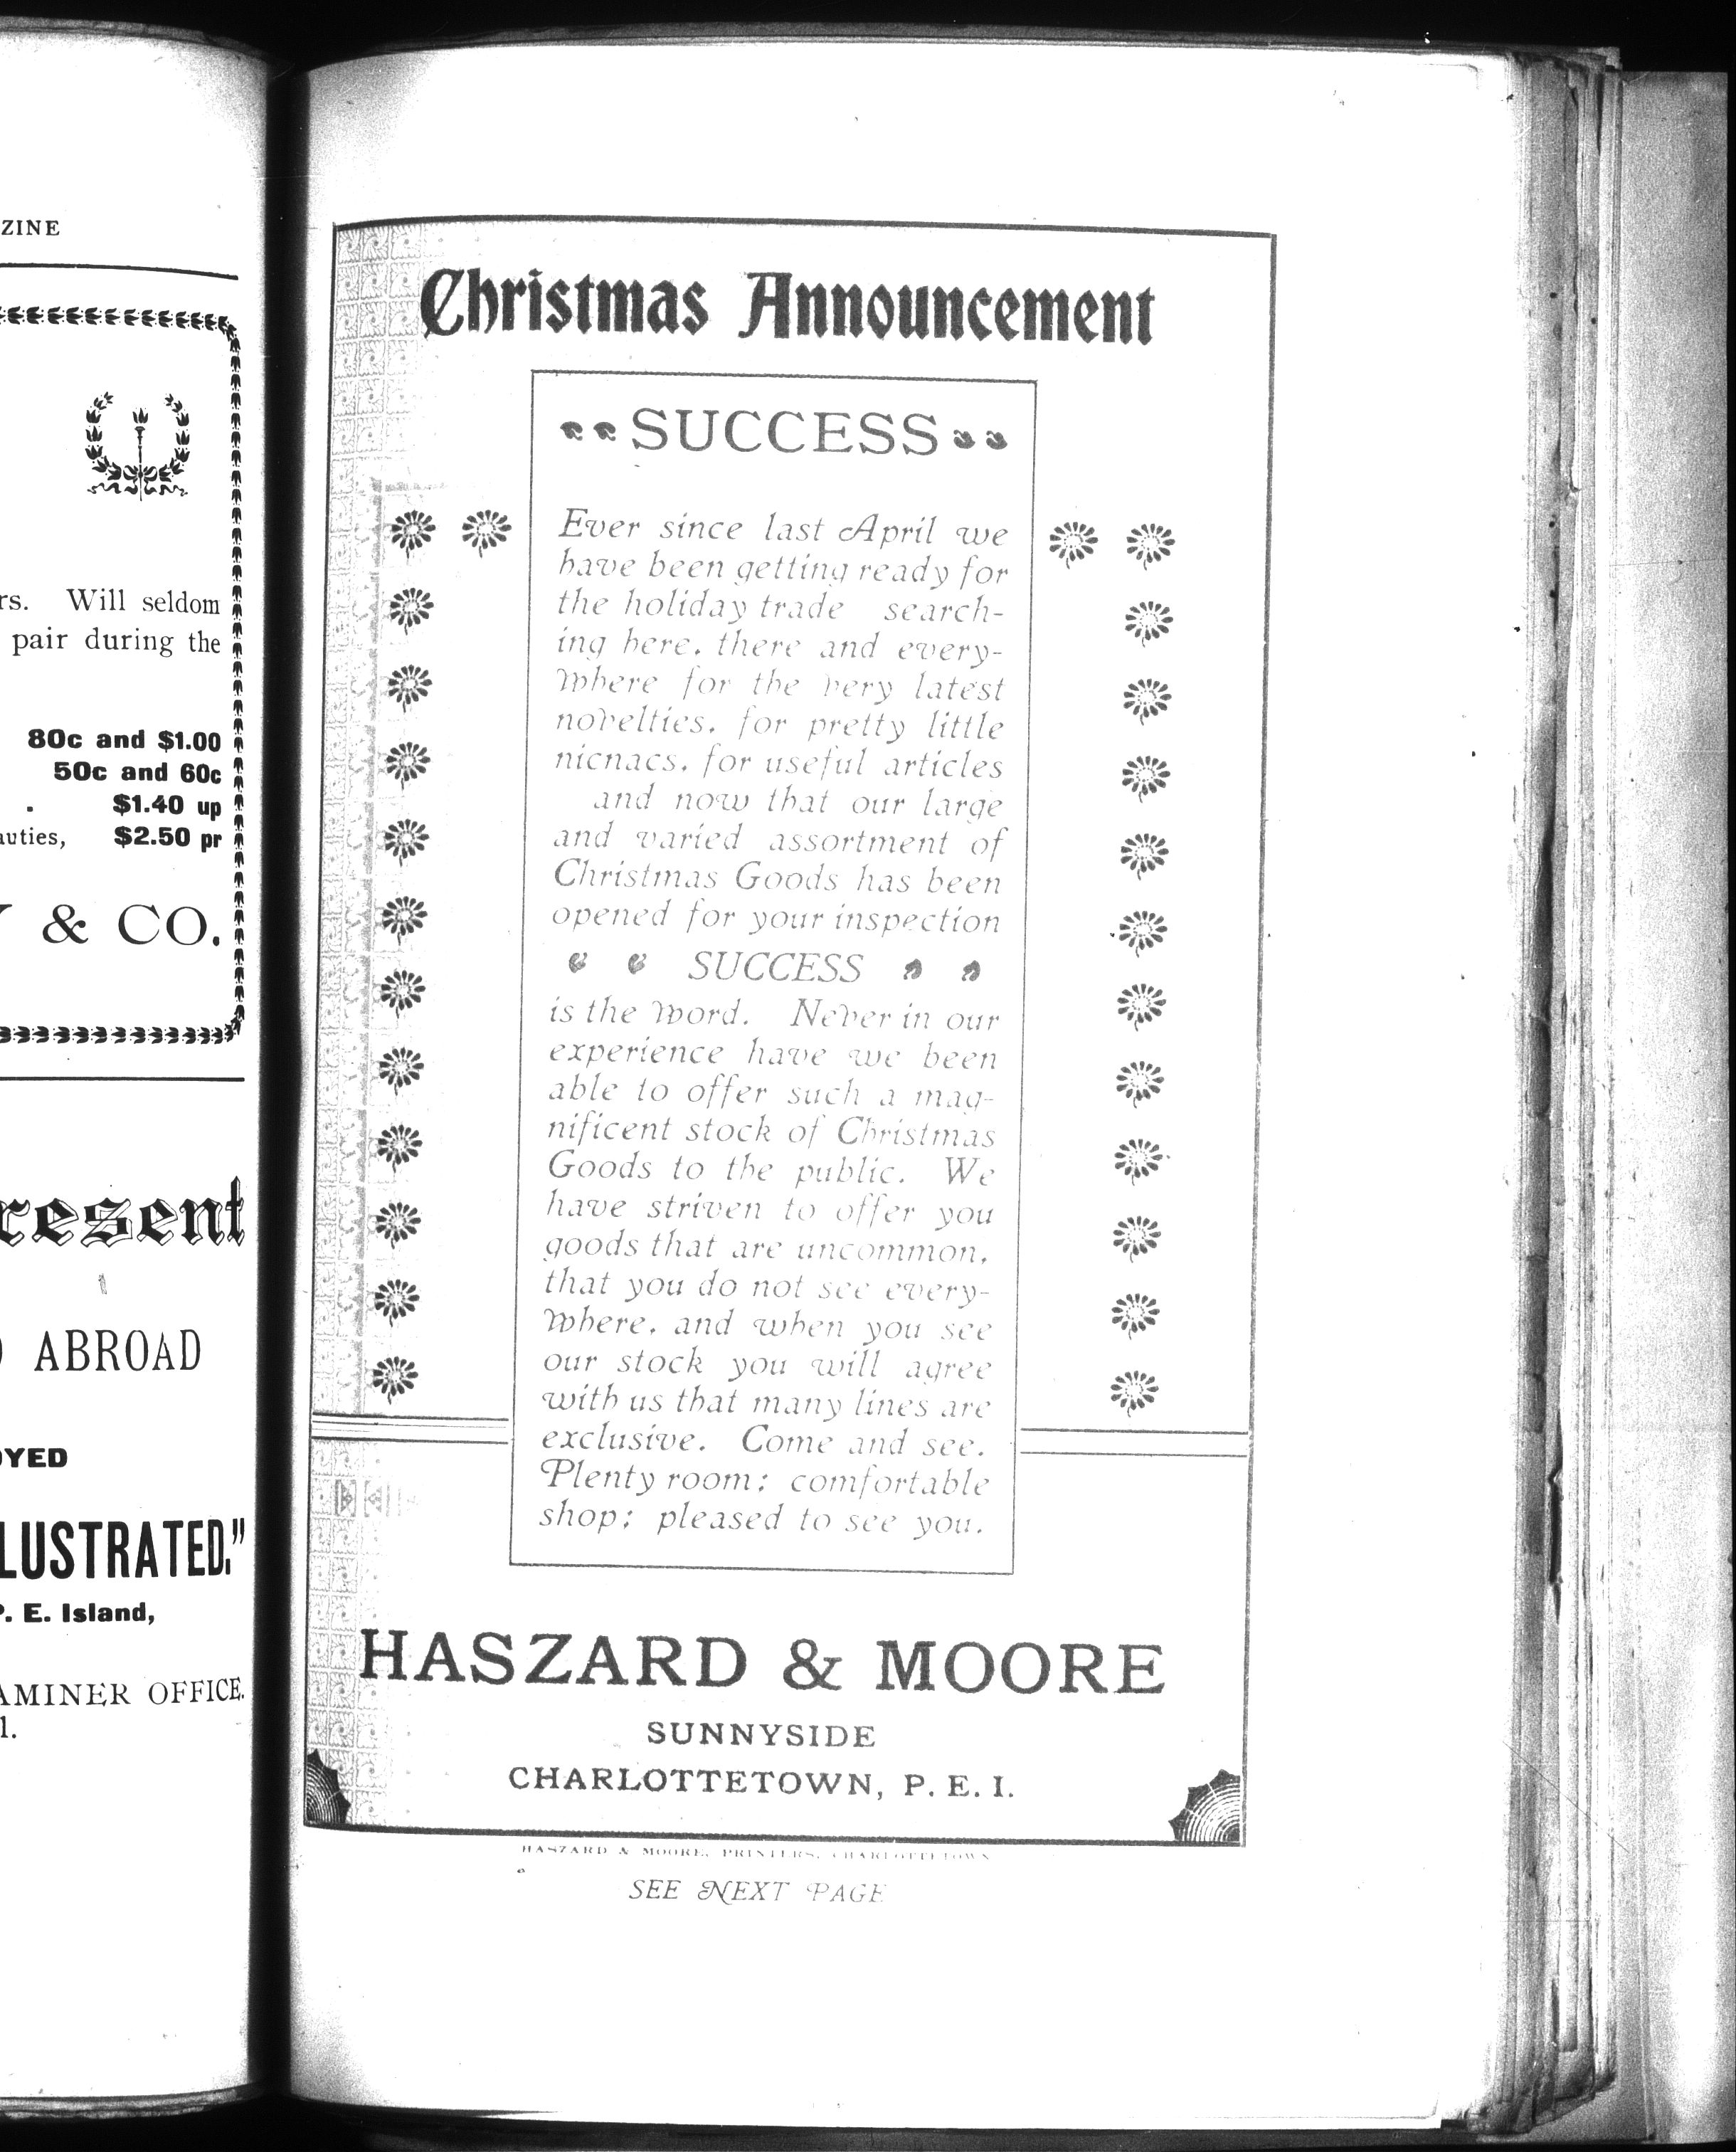 ZINE
rs. Will seldom
pair during the
80c and $1.00
50c and 60c
. $1.40 up
auties, $2.50 pr
Y & CO.
resent
ABROAD
OYED
LUSTRATED."
P. E. Island,
AMINER OFFICE.
Christmas Announcement
SUCCESS
Ever since last April we
have been getting ready for
the holiday trade search-
ing here, there and every-
where for the very latest
novelties, for pretty little
nicnacs, for useful articles
and now that our large
and varied assortment of
Christmas Goods has been
opened for your inspection
SUCCESS
is the word. Never in our
experience have we been
able to offer such a mag-
nificent stock of Christmas
Goods to the public. We
have striven to offer you
goods that are uncommon,
that you do not see every-
where, and when you see
our stock you will agree
with us that many lines are
exclusive. Come and see.
Plenty room; comfortable
shop; pleased to see you.
HASZARD & MOORE
SUNNYSIDE
CHARLOTTETOWN, P. E. I.
HASZARD & MOORE, PRINTERS, CHARLOTTETOWN
SEE NEXT PAGE